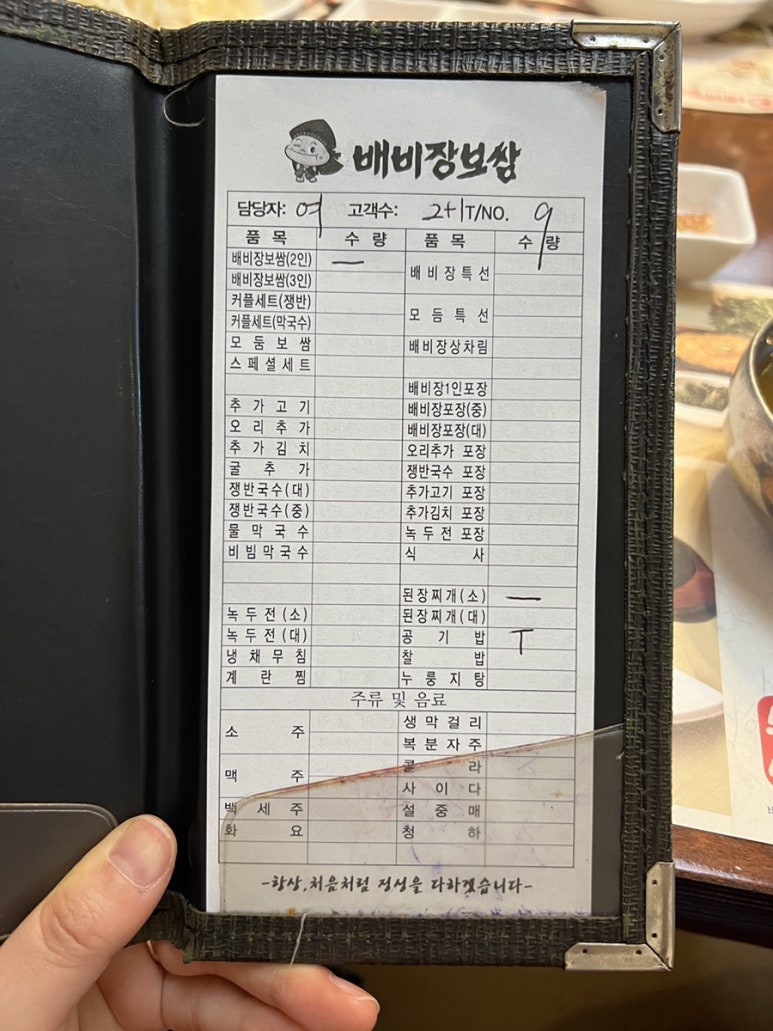 배비장보쌈
담당자: 여 고객수: 2+1 T/NO. 9
품 목 수 량 품 목 수 량
배비장보쌈(2인) 一 배비장특선
배비장보쌈(3인)
커플세트(쟁반) 모듬특선
커플세트(막국수)
모둠보쌈 배비장상차림
스페셜세트
배비장1인포장
추가고기 배비장포장(중)
오리추가 배비장포장(대)
추가김치 오리추가 포장
굴추가 쟁반국수 포장
쟁반국수(대) 추가고기 포장
쟁반국수(중) 추가김치 포장
물막국수 녹두전 포장
비빔막국수 식사
된장찌개(소) 一
녹두전(소) 된장찌개(대)
녹두전(대) 공기밥 T
냉채무침 찰밥
계란찜 누룽지탕
주류 및 음료
소주 생막걸리
복분자주
맥주 콜라
사이다
백세주 설중매
화요 청하
-항상,처음처럼 정성을 다하겠습니다-